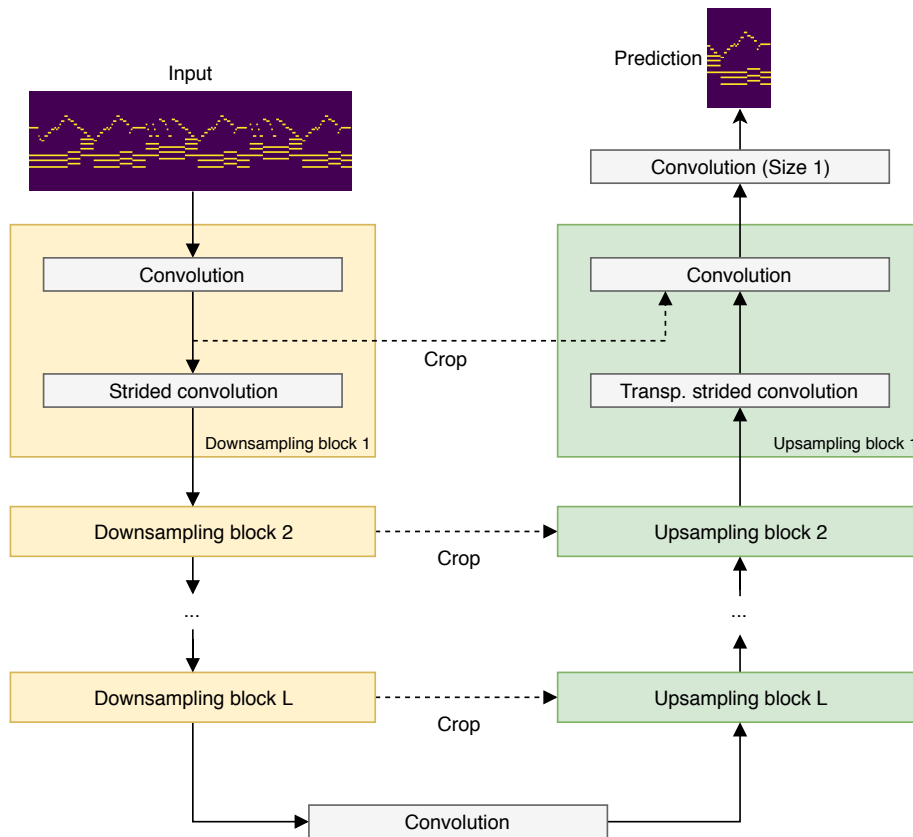 Input
Prediction
Convolution (Size 1)
Convolution
Strided convolution
Downsampling block 1
Crop
Convolution
Transp. strided convolution
Upsampling block 1
Downsampling block 2
Crop
Upsampling block 2
...
...
Downsampling block L
Crop
Upsampling block L
Convolution